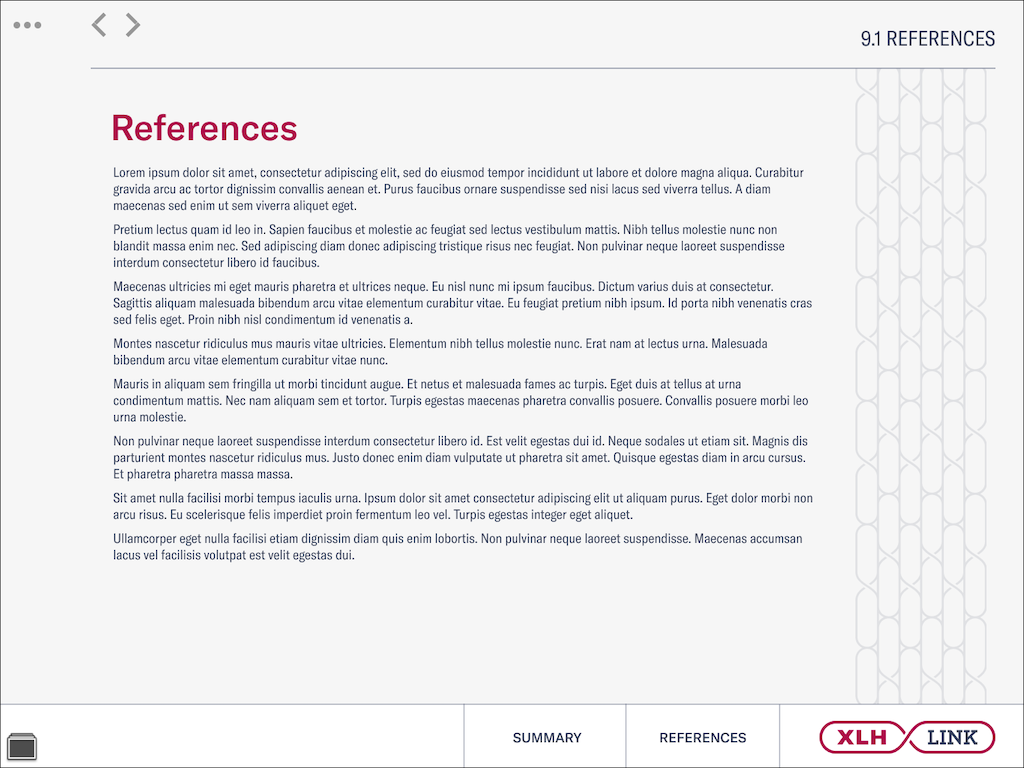 9.1 REFERENCES
References
Lorem ipsum dolor sit amet, consectetur adipiscing elit, sed do eiusmod tempor incididunt ut labore et dolore magna aliqua. Curabitur
gravida arcu ac tortor dignissim convallis aenean et. Purus faucibus ornare suspendisse sed nisi lacus sed viverra tellus. A diam
maecenas sed enim ut sem viverra aliquet eget.
Pretium lectus quam id leo in. Sapien faucibus et molestie ac feugiat sed lectus vestibulum mattis. Nibh tellus molestie nunc non
blandit massa enim nec. Sed adipiscing diam donec adipiscing tristique risus nec feugiat. Non pulvinar neque laoreet suspendisse
interdum consectetur libero id faucibus.
Maecenas ultricies mi eget mauris pharetra et ultrices neque. Eu nisl nunc mi ipsum faucibus. Dictum varius duis at consectetur.
Sagittis aliquam malesuada bibendum arcu vitae elementum curabitur vitae. Eu feugiat pretium nibh ipsum. Id porta nibh venenatis cras
sed felis eget. Proin nibh nisl condimentum id venenatis a.
Montes nascetur ridiculus mus mauris vitae ultricies. Elementum nibh tellus molestie nunc. Erat nam at lectus urna. Malesuada
bibendum arcu vitae elementum curabitur vitae nunc.
Mauris in aliquam sem fringilla ut morbi tincidunt augue. Et netus et malesuada fames ac turpis. Eget duis at tellus at urna
condimentum mattis. Nec nam aliquam sem et tortor. Turpis egestas maecenas pharetra convallis posuere. Convallis posuere morbi leo
urna molestie.
Non pulvinar neque laoreet suspendisse interdum consectetur libero id. Est velit egestas dui id. Neque sodales ut etiam sit. Magnis dis
parturient montes nascetur ridiculus mus. Justo donec enim diam vulputate ut pharetra sit amet. Quisque egestas diam in arcu cursus.
Et pharetra pharetra massa massa.
Sit amet nulla facilisi morbi tempus iaculis urna. Ipsum dolor sit amet consectetur adipiscing elit ut aliquam purus. Eget dolor morbi non
arcu risus. Eu scelerisque felis imperdiet proin fermentum leo vel. Turpis egestas integer eget aliquet.
Ullamcorper eget nulla facilisi etiam dignissim diam quis enim lobortis. Non pulvinar neque laoreet suspendisse. Maecenas accumsan
lacus vel facilisis volutpat est velit egestas dui.
SUMMARY
REFERENCES
XLH LINK